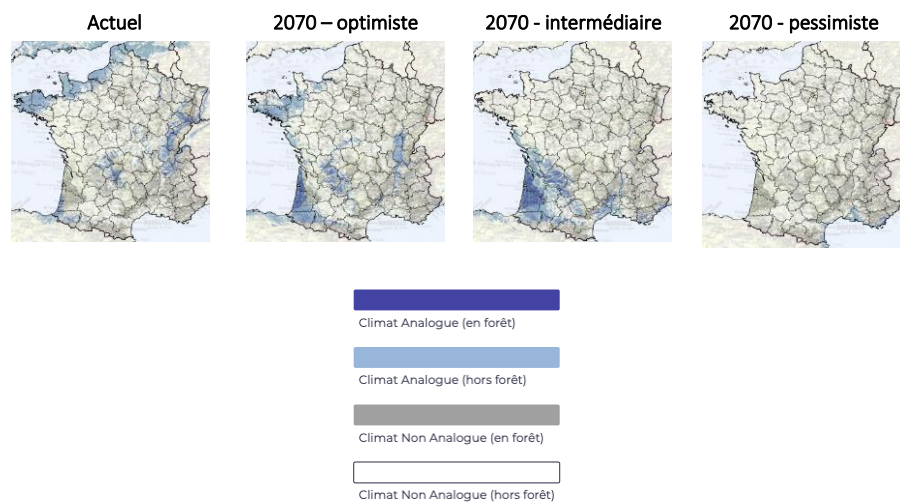 Actuel
2070 – optimiste
2070 - intermédiaire
2070 - pessimiste
Climat Analogue (en forêt)
Climat Analogue (hors forêt)
Climat Non Analogue (en forêt)
Climat Non Analogue (hors forêt)